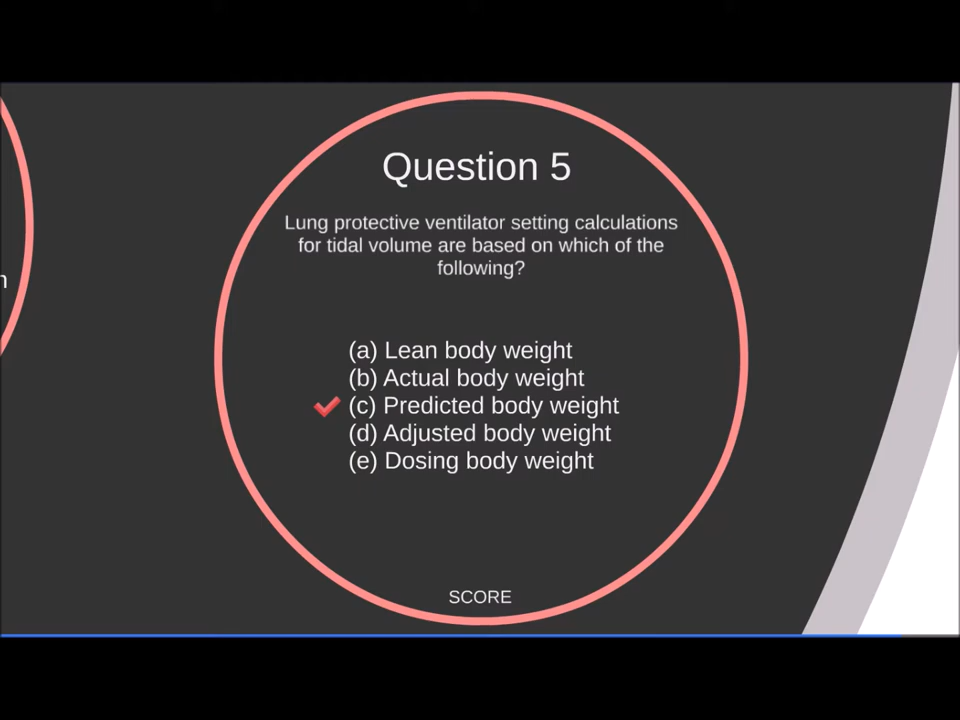 Question 5
Lung protective ventilator setting calculations
for tidal volume are based on which of the
following?
(a) Lean body weight
(b) Actual body weight
(c) Predicted body weight
(d) Adjusted body weight
(e) Dosing body weight
SCORE